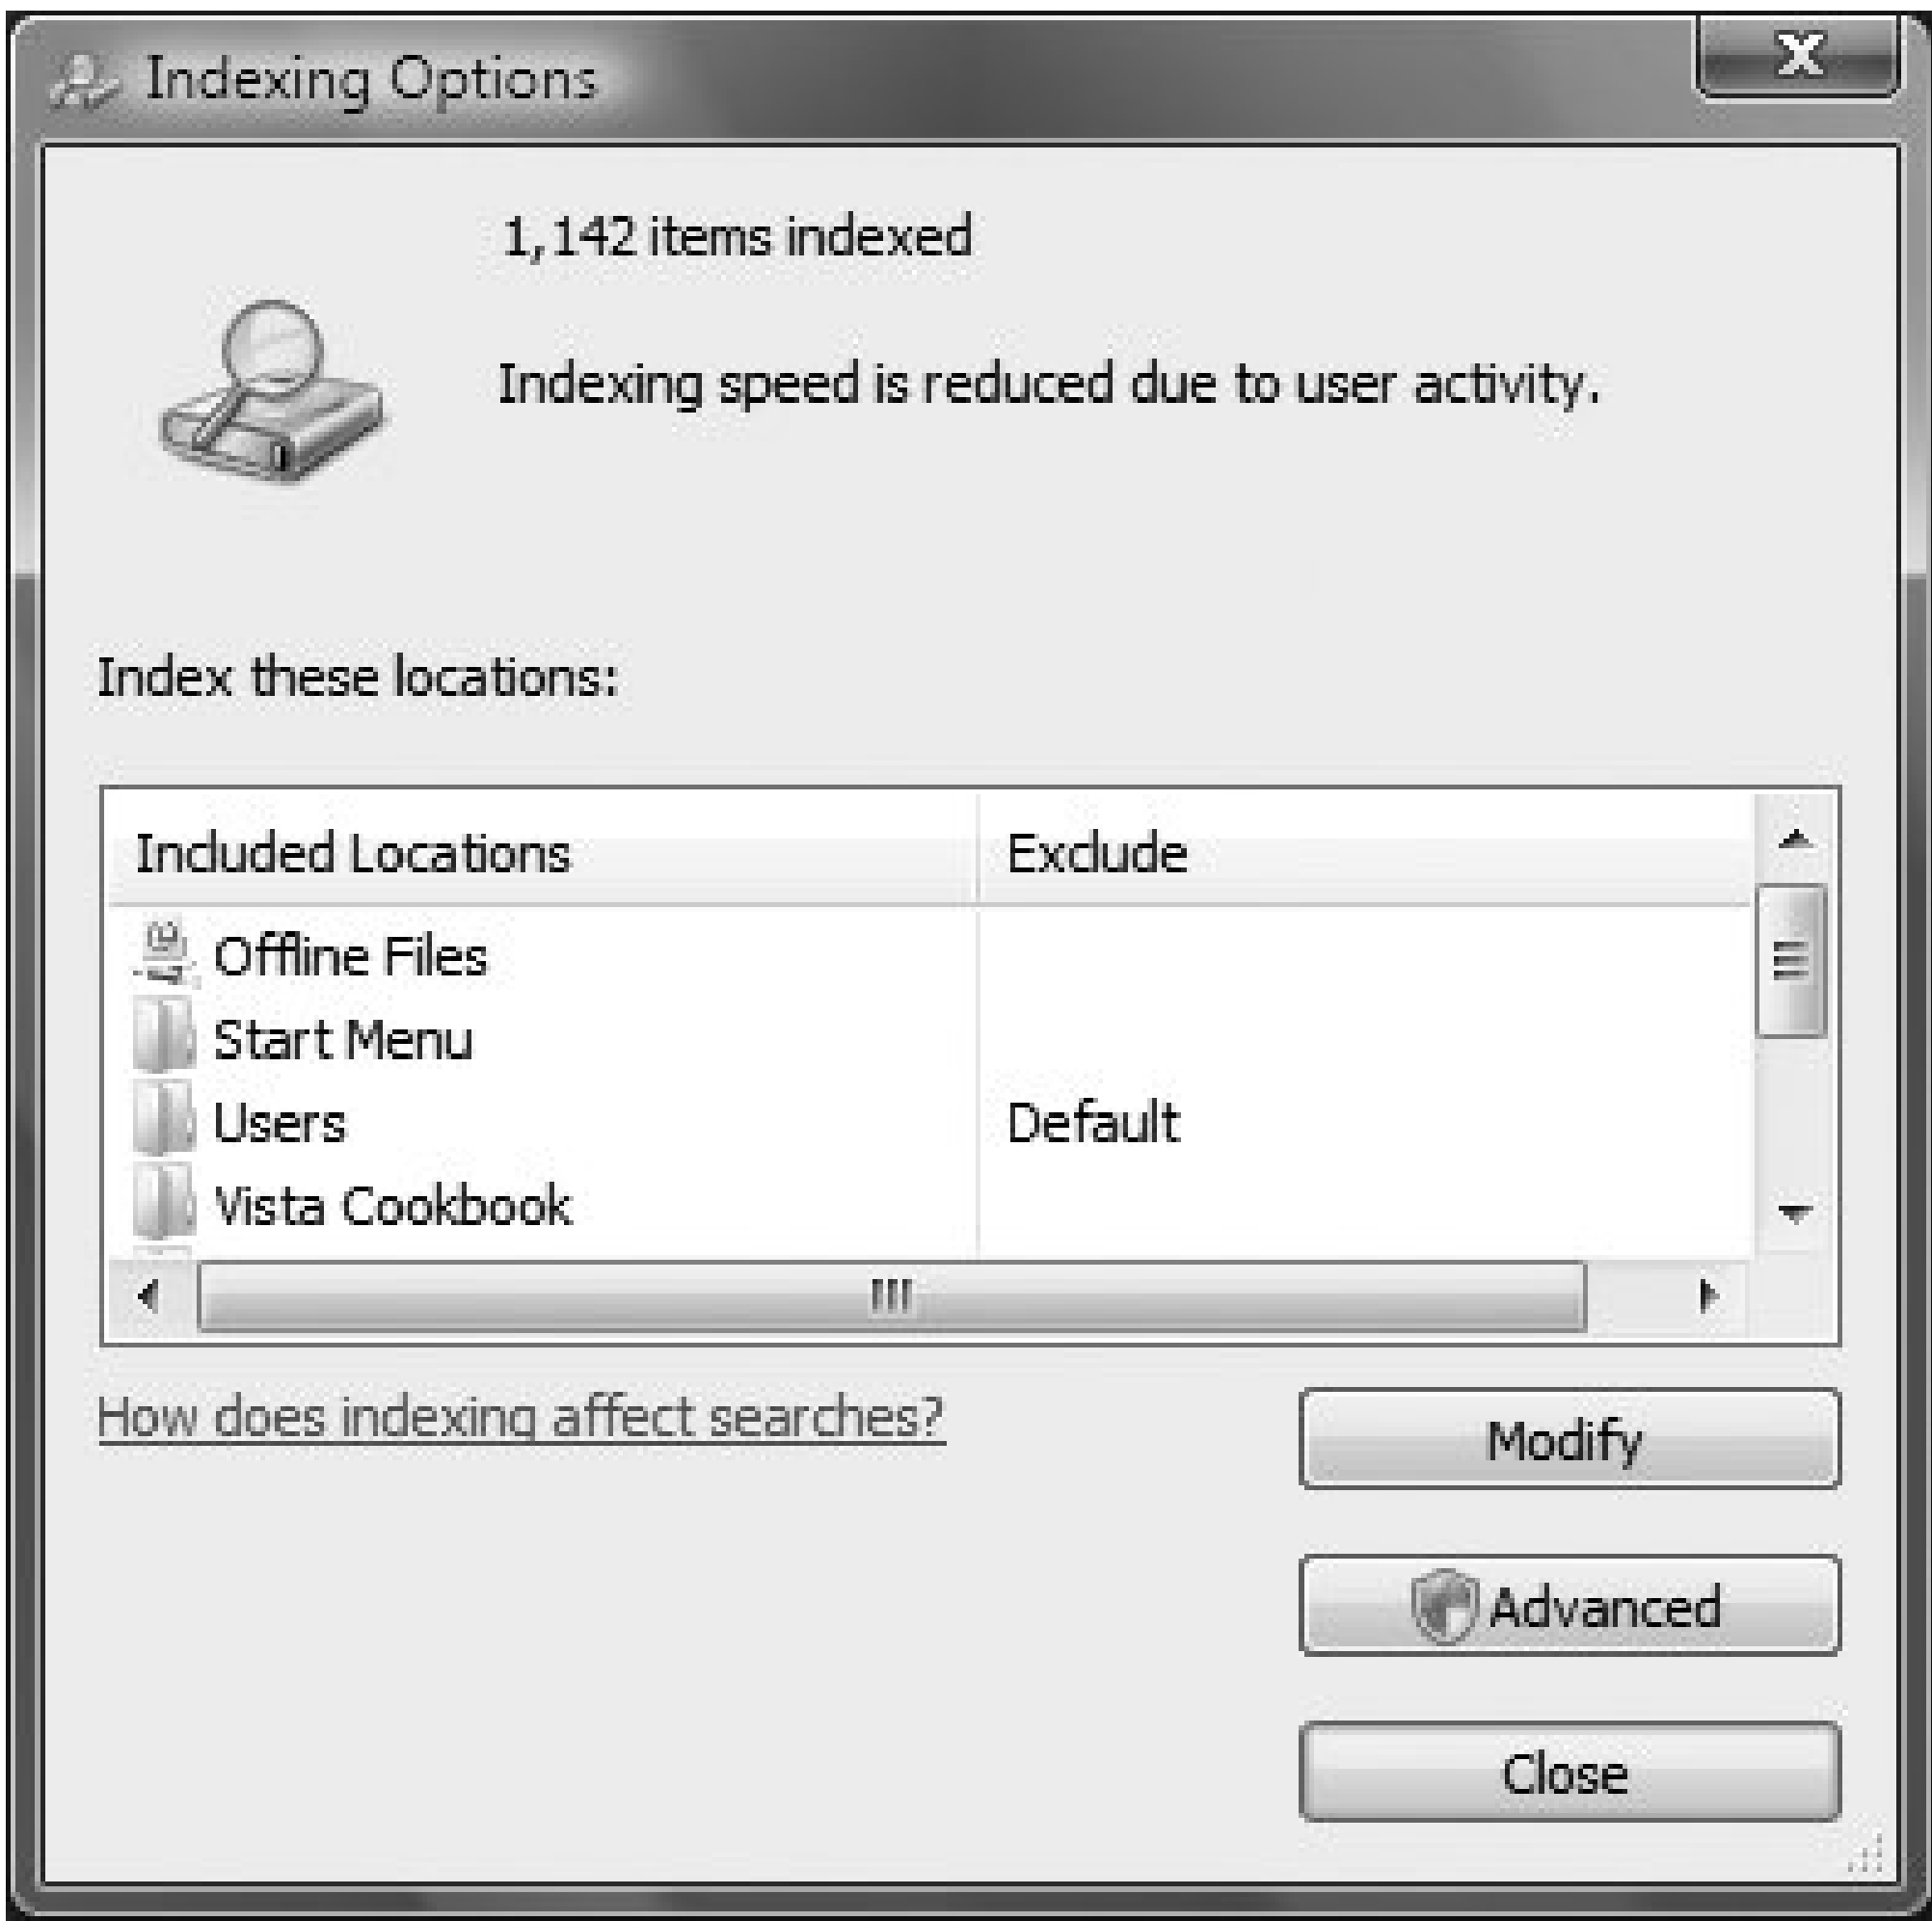 Indexing Options
1,142 items indexed
Indexing speed is reduced due to user activity.
Index these locations:
Included Locations Exclude
Offline Files
Start Menu
Users Default
Vista Cookbook
How does indexing affect searches?
Modify
Advanced
Close